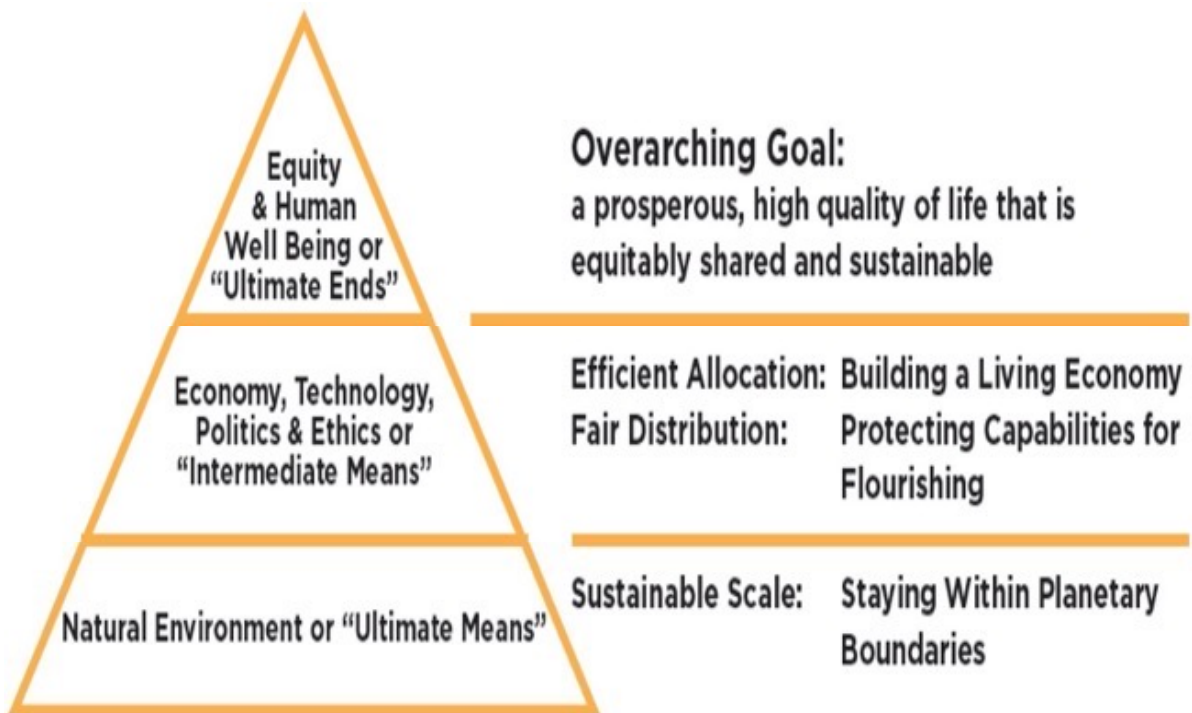 Equity
& Human
Well Being or
“Ultimate Ends”
Overarching Goal:
a prosperous, high quality of life that is
equitably shared and sustainable
Economy, Technology,
Politics & Ethics or
“Intermediate Means”
Efficient Allocation: Building a Living Economy
Fair Distribution: Protecting Capabilities for
Flourishing
Natural Environment or “Ultimate Means”
Sustainable Scale: Staying Within Planetary
Boundaries